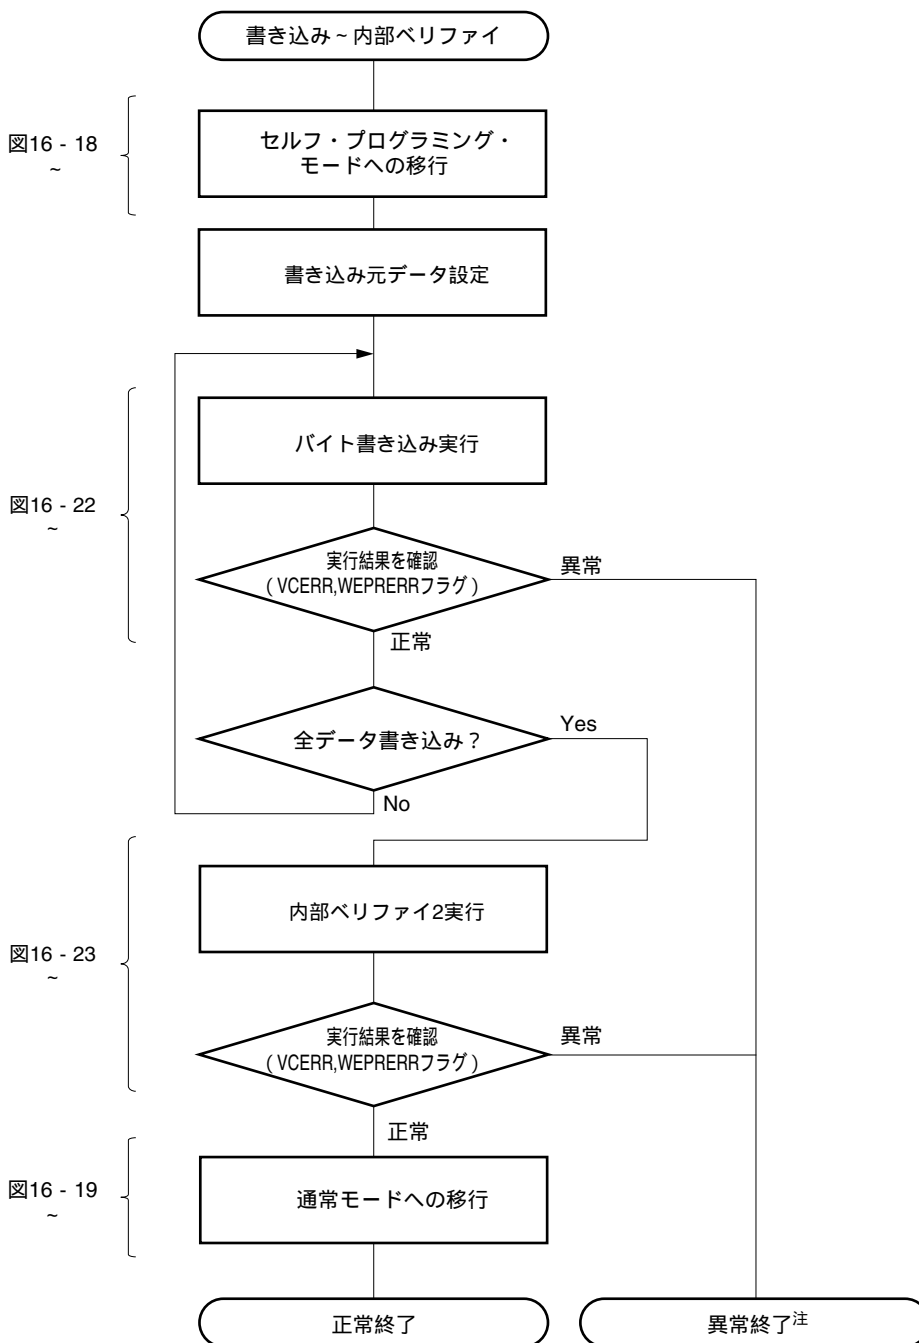 書き込み ~ 内部ベリファイ
図16 - 18
~
セルフ・プログラミング・
モードへの移行
書き込み元データ設定
図16 - 22
~
バイト書き込み実行
実行結果を確認
( VCERR,WEPRERRフラグ )
異常
正常
全データ書き込み？
Yes
No
図16 - 23
~
内部ベリファイ2実行
実行結果を確認
( VCERR,WEPRERRフラグ )
異常
正常
図16 - 19
~
通常モードへの移行
正常終了
異常終了注